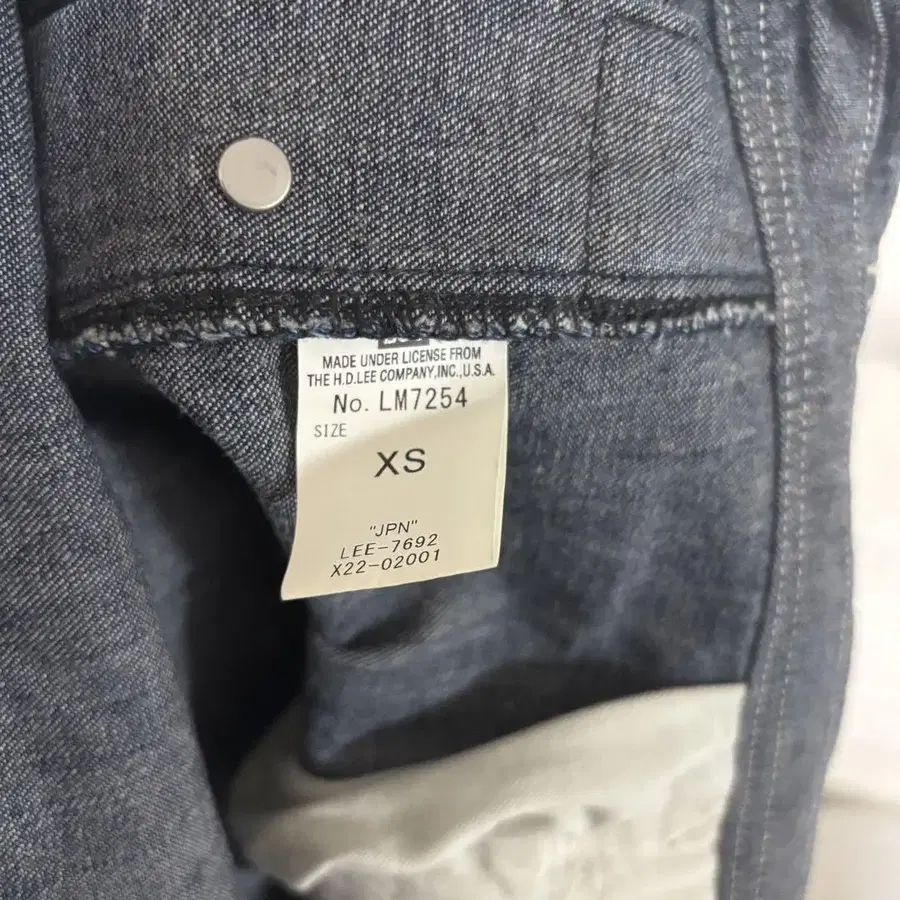 MADE UNDER LICENSE FROM
THE H.D.LEE COMPANY,INC.,U.S.A.
No. LM7254
SIZE
XS
"JPN"
LEE-7692
X22-02001